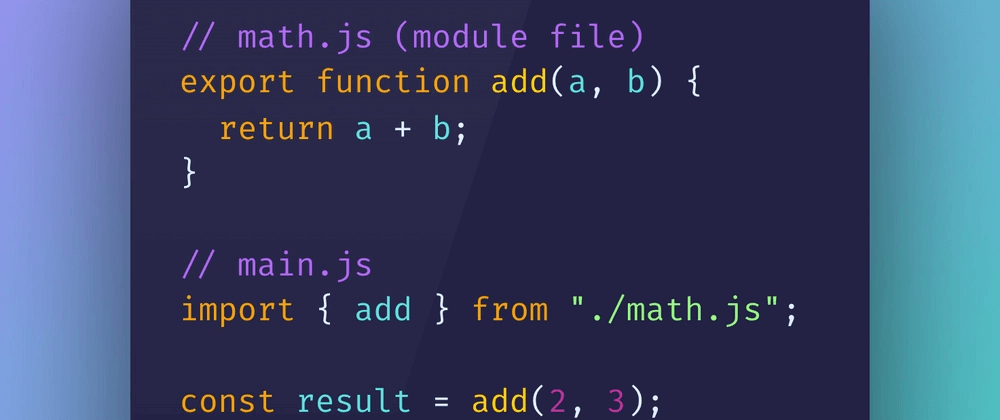 // math.js (module file)
export function add(a, b) {
  return a + b;
}

// main.js
import { add } from "./math.js";

const result = add(2, 3);